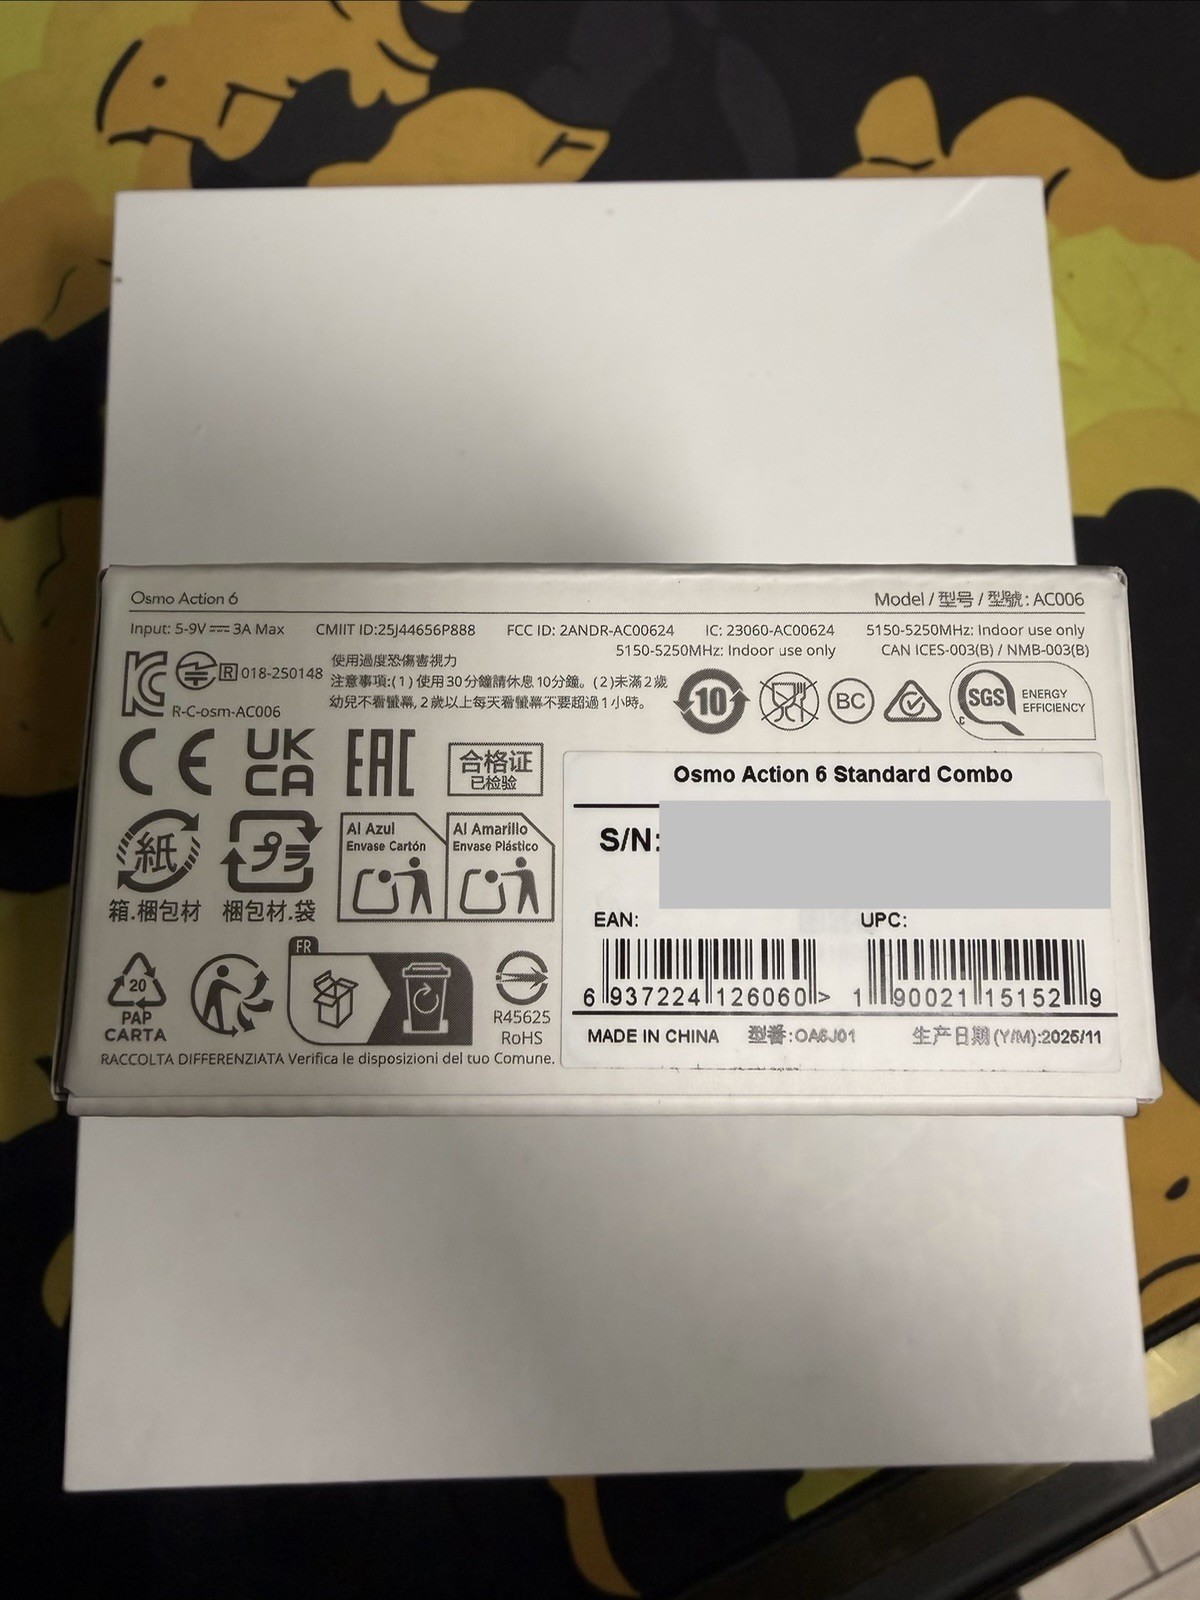 Osmo Action 6
Model / 型号 / 型號: AC006
Input: 5-9V⎓3A Max
CMIIT ID:25J44656P888
FCC ID: 2ANDR-AC00624
IC: 23060-AC00624
5150-5250MHz: Indoor use only
5150-5250MHz: Indoor use only
CAN ICES-003(B) / NMB-003(B)
R 018-250148
R-C-osm-AC006
使用過度恐傷害視力
注意事項:(1) 使用30分鐘請休息10分鐘。(2)未滿2歲
幼兒不看螢幕, 2歲以上每天看螢幕不要超過1小時。
10
BC
SGS
C
ENERGY
EFFICIENCY
CE
UK
CA
EAC
合格证
已检验
紙
箱.梱包材
プラ
梱包材.袋
Al Azul
Envase Cartón
Al Amarillo
Envase Plástico
Osmo Action 6 Standard Combo
S/N:
EAN:
UPC:
6 937224 126060 >
1 90021 15152 9
MADE IN CHINA
型番:OA6J01
生产日期(Y/M):2025/11
20
PAP
CARTA
FR
R45625
RoHS
RACCOLTA DIFFERENZIATA Verifica le disposizioni del tuo Comune.